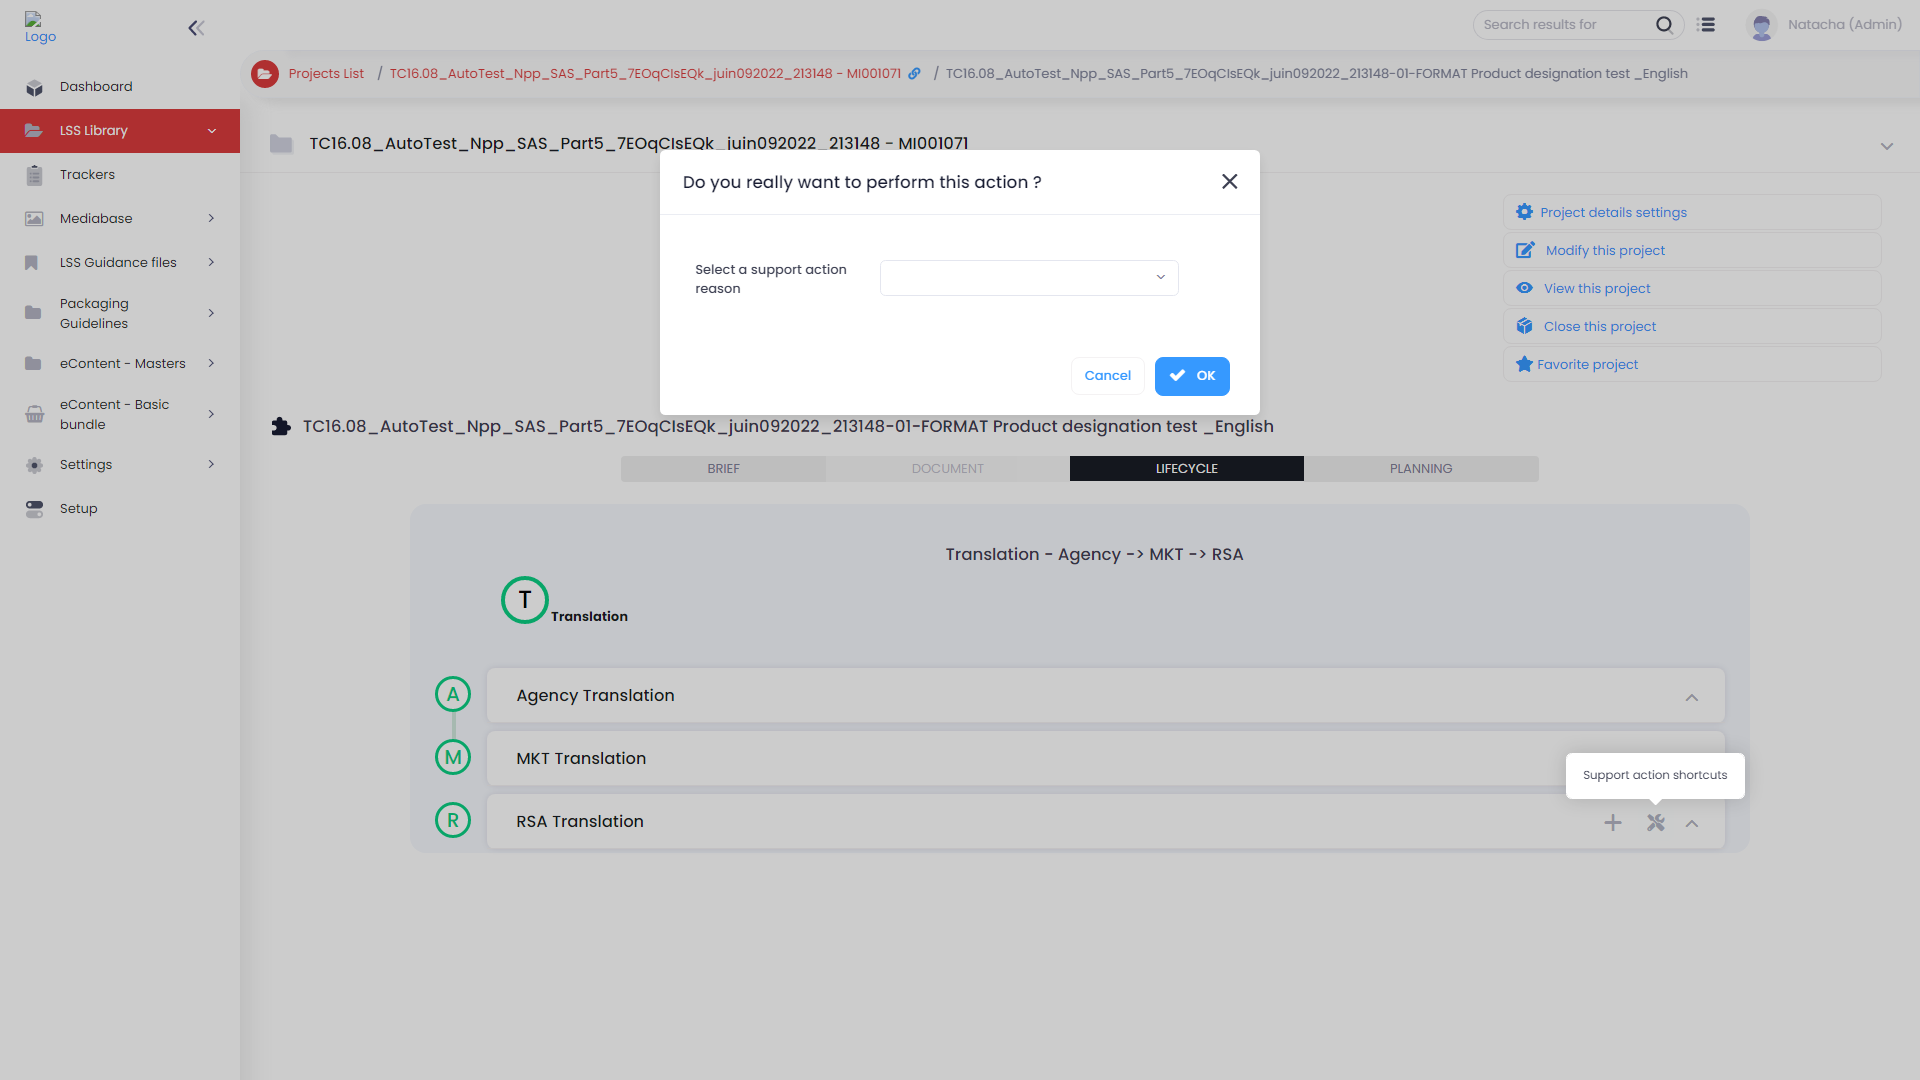 Logo
Search results for
Natacha (Admin)
Projects List / TC16.08_AutoTest_Npp_SAS_Part5_7EOqCIsEQk_juin092022_213148 - MI001071 / TC16.08_AutoTest_Npp_SAS_Part5_7EOqCIsEQk_juin092022_213148-01-FORMAT Product designation test _English
Dashboard
LSS Library
Trackers
Mediabase
LSS Guidance files
Packaging
Guidelines
eContent - Masters
eContent - Basic
bundle
Settings
Setup
TC16.08_AutoTest_Npp_SAS_Part5_7EOqCIsEQk_juin092022_213148 - MI001071
Do you really want to perform this action ?
Select a support action
reason
Cancel
OK
Project details settings
Modify this project
View this project
Close this project
Favorite project
TC16.08_AutoTest_Npp_SAS_Part5_7EOqCIsEQk_juin092022_213148-01-FORMAT Product designation test _English
BRIEF
DOCUMENT
LIFECYCLE
PLANNING
Translation - Agency -> MKT -> RSA
T
Translation
A
Agency Translation
M
MKT Translation
Support action shortcuts
R
RSA Translation